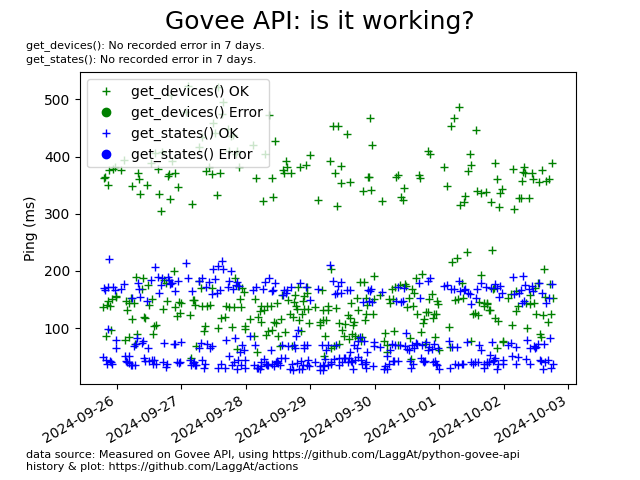 Govee API: is it working?
get_devices(): No recorded error in 7 days.
get_states(): No recorded error in 7 days.
get_devices() OK
get_devices() Error
get_states() OK
get_states() Error
Ping (ms)
500
400
300
200
100
2024-09-26
2024-09-27
2024-09-28
2024-09-29
2024-09-30
2024-10-01
2024-10-02
2024-10-03
data source: Measured on Govee API, using https://github.com/LaggAt/python-govee-api
history & plot: https://github.com/LaggAt/actions